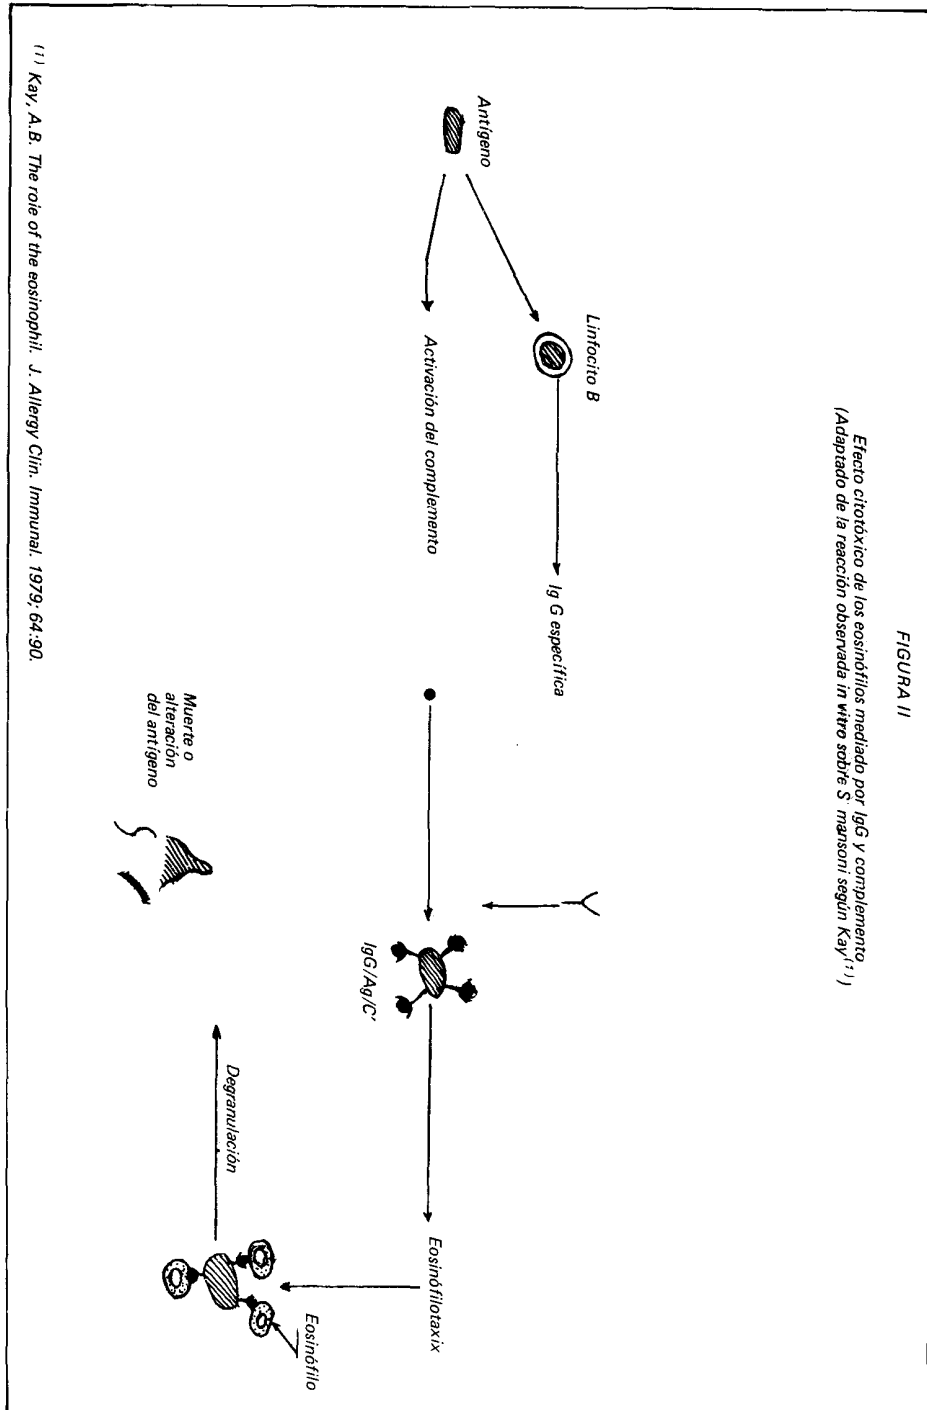 FIGURA II
Efecto citotóxico de los eosinófilos mediado por IgG y complemento
(Adaptado de la reacción observada in vitro sobre S mansoni según Kay(1))
Linfocito B
Ig G específica
Antígeno
Activación del complemento
IgG/Ag/C'
Eosinófilotaxix
Eosinófilo
Degranulación
Muerte o
alteración
del antígeno
(1) Kay, A.B. The roie of the eosinophil. J. Allergy Clin. Immunal. 1979; 64:90.